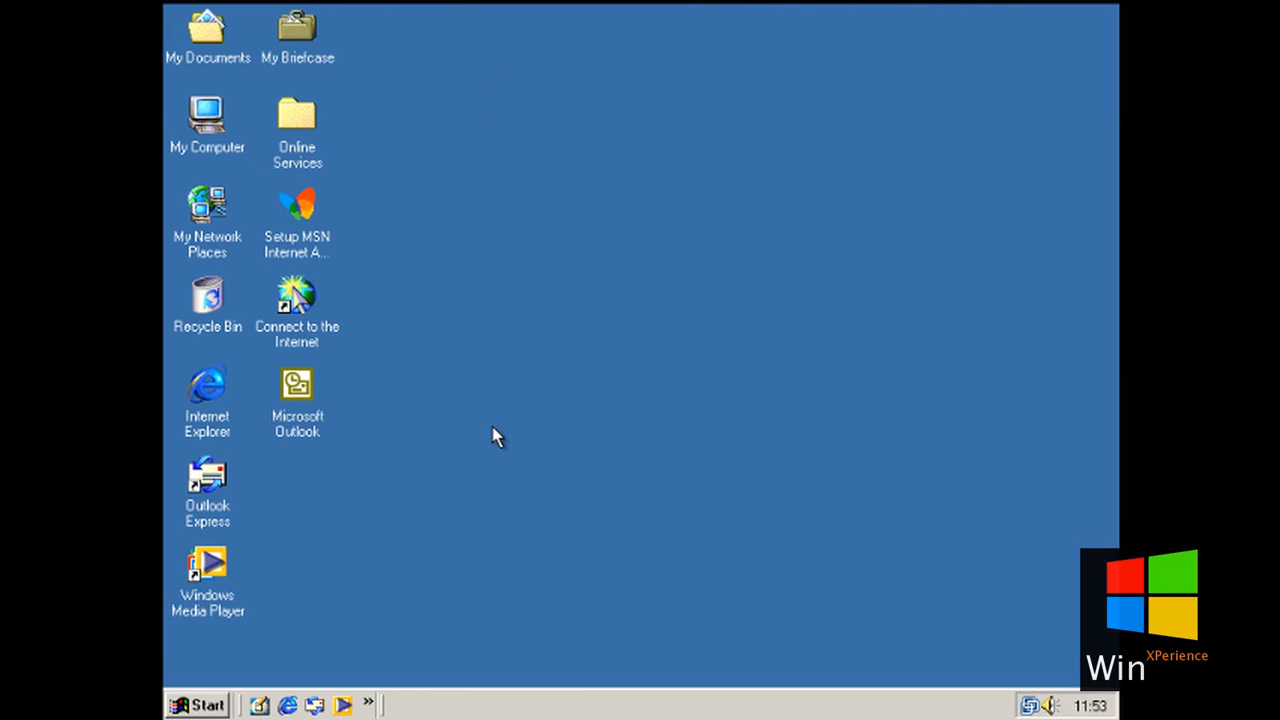 My Documents
My Briefcase
My Computer
Online
Services
My Network
Places
Setup MSN
Internet A...
Recycle Bin
Connect to the
Internet
Internet
Explorer
Microsoft
Outlook
Outlook
Express
Windows
Media Player
Win XPerience
Start
11:53